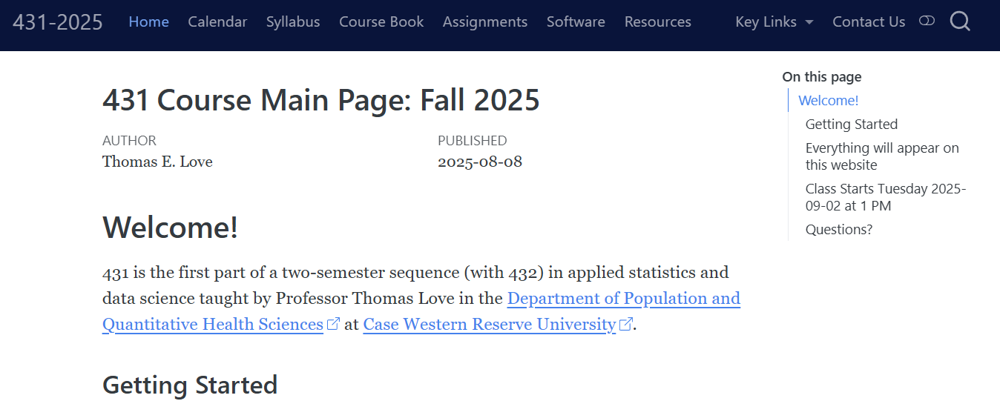 431-2025 Home Calendar Syllabus Course Book Assignments Software Resources Key Links Contact Us
431 Course Main Page: Fall 2025
AUTHOR
Thomas E. Love
PUBLISHED
2025-08-08
Welcome!
431 is the first part of a two-semester sequence (with 432) in applied statistics and
data science taught by Professor Thomas Love in the Department of Population and
Quantitative Health Sciences at Case Western Reserve University.
Getting Started
On this page
Welcome!
Getting Started
Everything will appear on
this website
Class Starts Tuesday 2025-
09-02 at 1 PM
Questions?